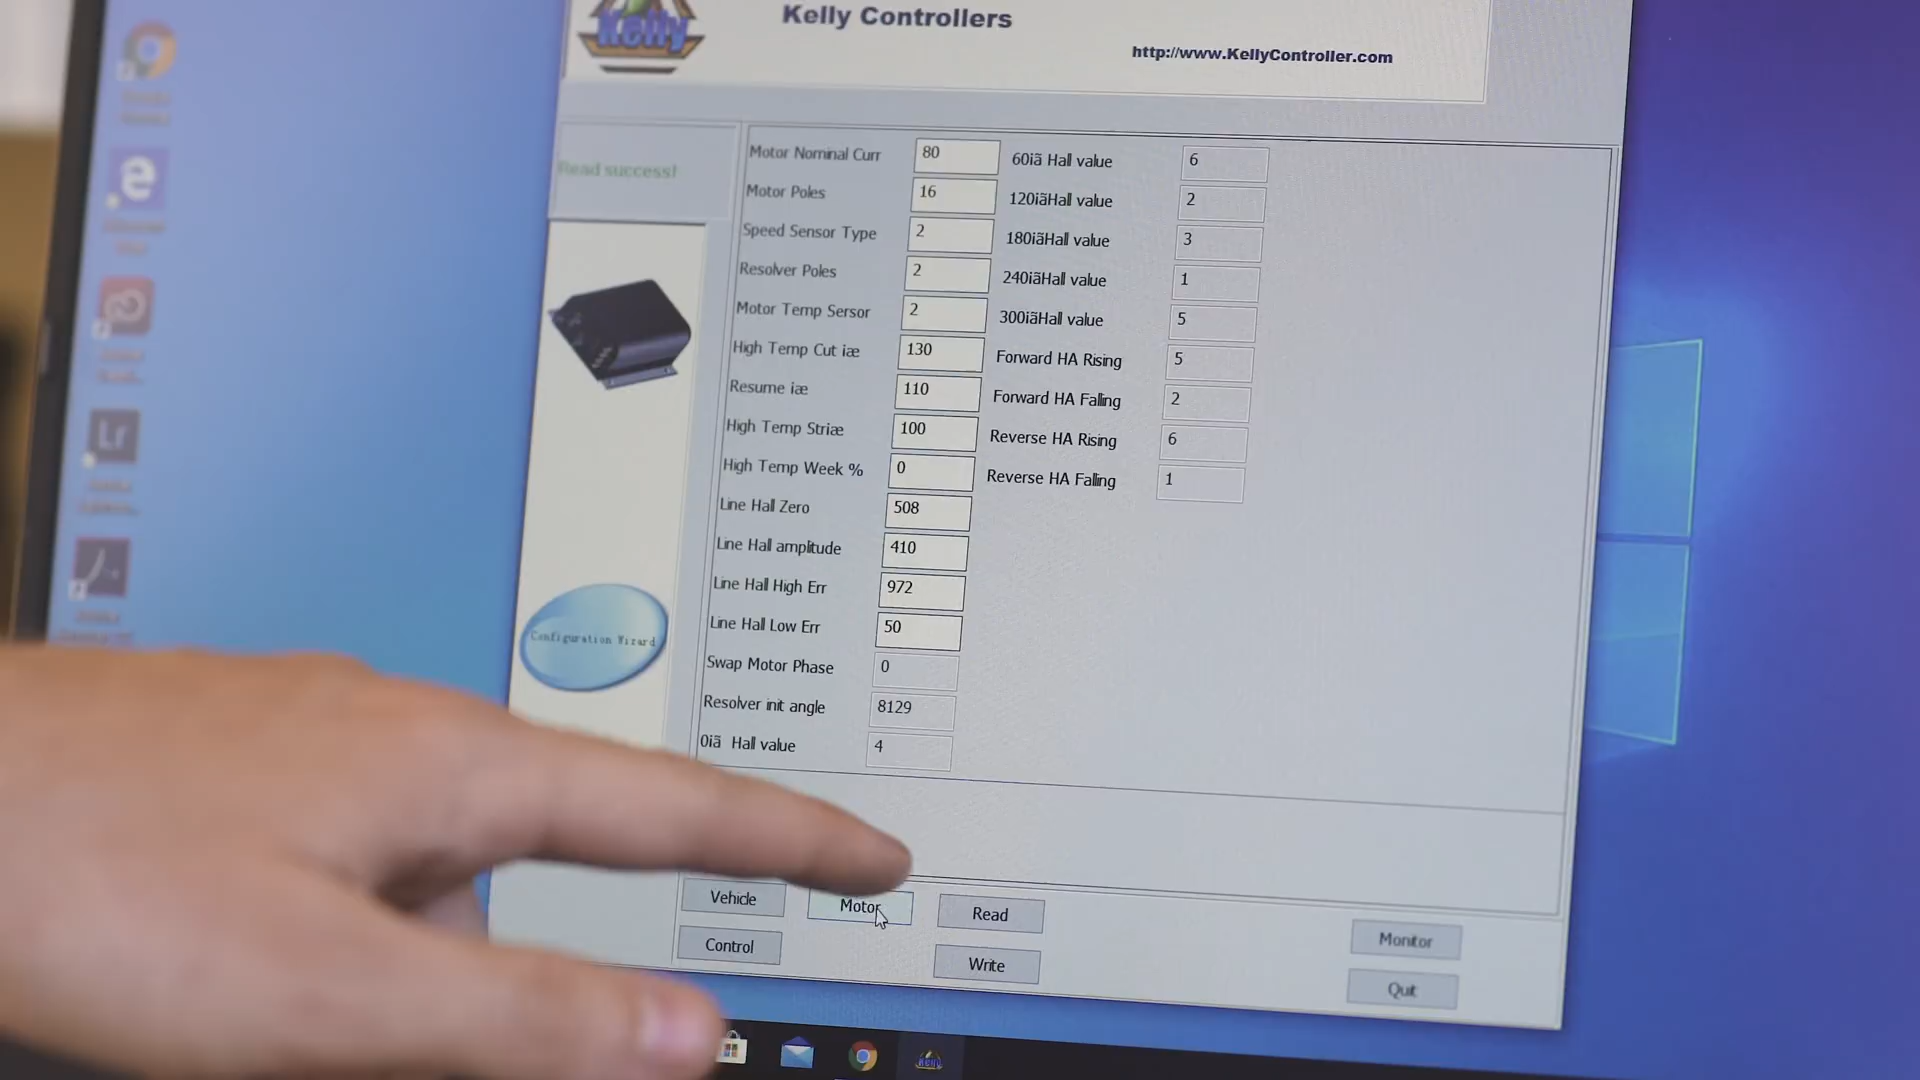 Kelly
Kelly Controllers
http://www.KellyController.com
Read success!
Motor Nominal Curr 80
Motor Poles 16
Speed Sensor Type 2
Resolver Poles 2
Motor Temp Sersor 2
High Temp Cut iæ 130
Resume iæ 110
High Temp Striæ 100
High Temp Week % 0
Line Hall Zero 508
Line Hall amplitude 410
Line Hall High Err 972
Line Hall Low Err 50
Swap Motor Phase 0
Resolver init angle 8129
0iã Hall value 4
60iã Hall value 6
120iãHall value 2
180iãHall value 3
240iãHall value 1
300iãHall value 5
Forward HA Rising 5
Forward HA Falling 2
Reverse HA Rising 6
Reverse HA Falling 1
Configuration Wizard
Vehicle
Motor
Read
Control
Write
Monitor
Quit
Lr